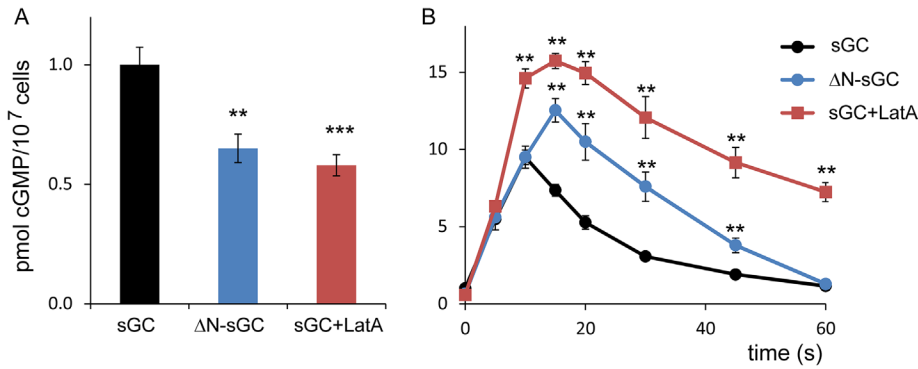 A
pmol cGMP/10⁷ cells
1.0
0.5
0.0
**
***
sGC
ΔN-sGC
sGC+LatA
B
15
10
5
0
**
**
**
**
**
**
**
**
**
**
sGC
ΔN-sGC
sGC+LatA
0
20
40
60
time (s)